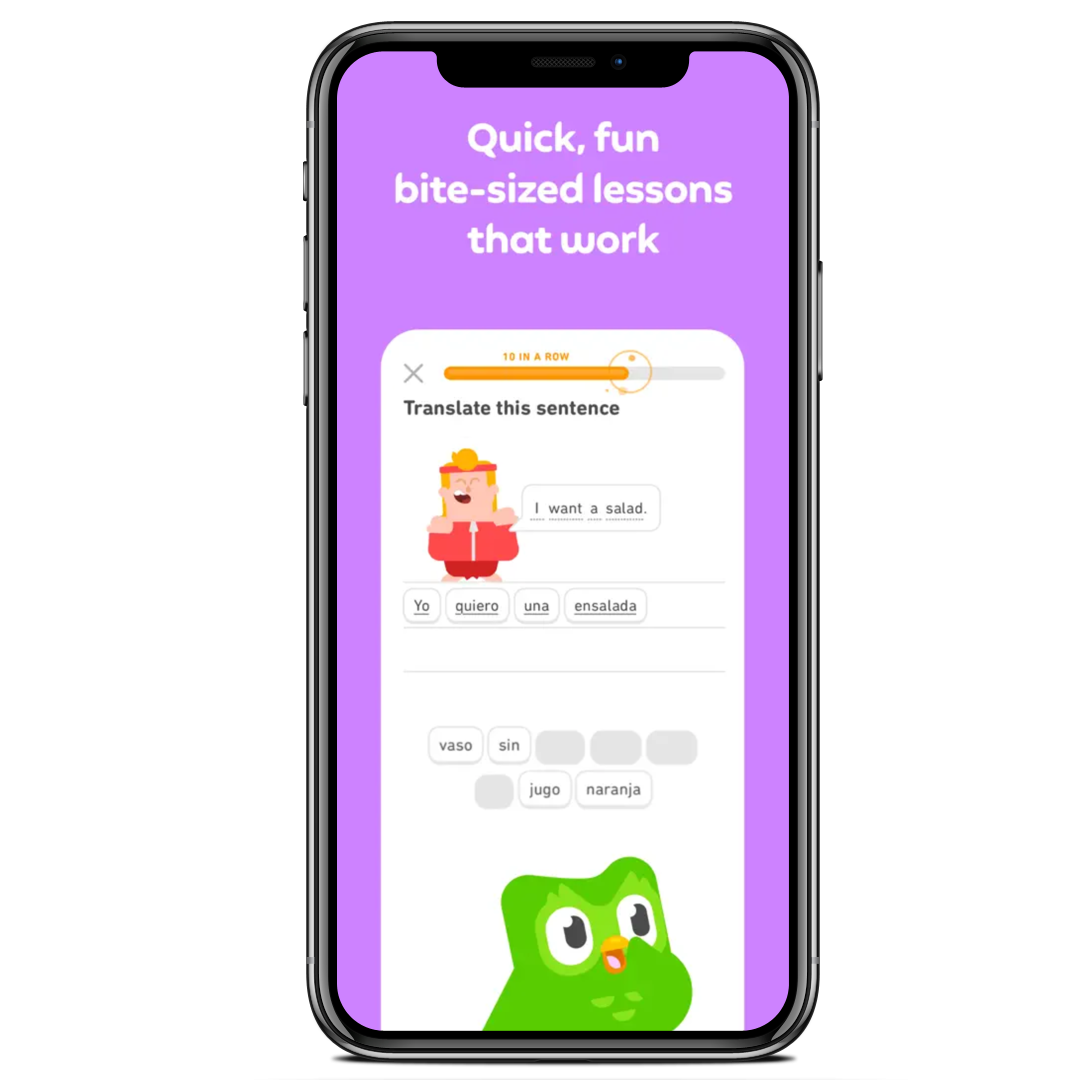 Quick, fun
bite-sized lessons
that work
10 IN A ROW
Translate this sentence
I want a salad.
Yo quiero una ensalada
vaso sin
jugo naranja